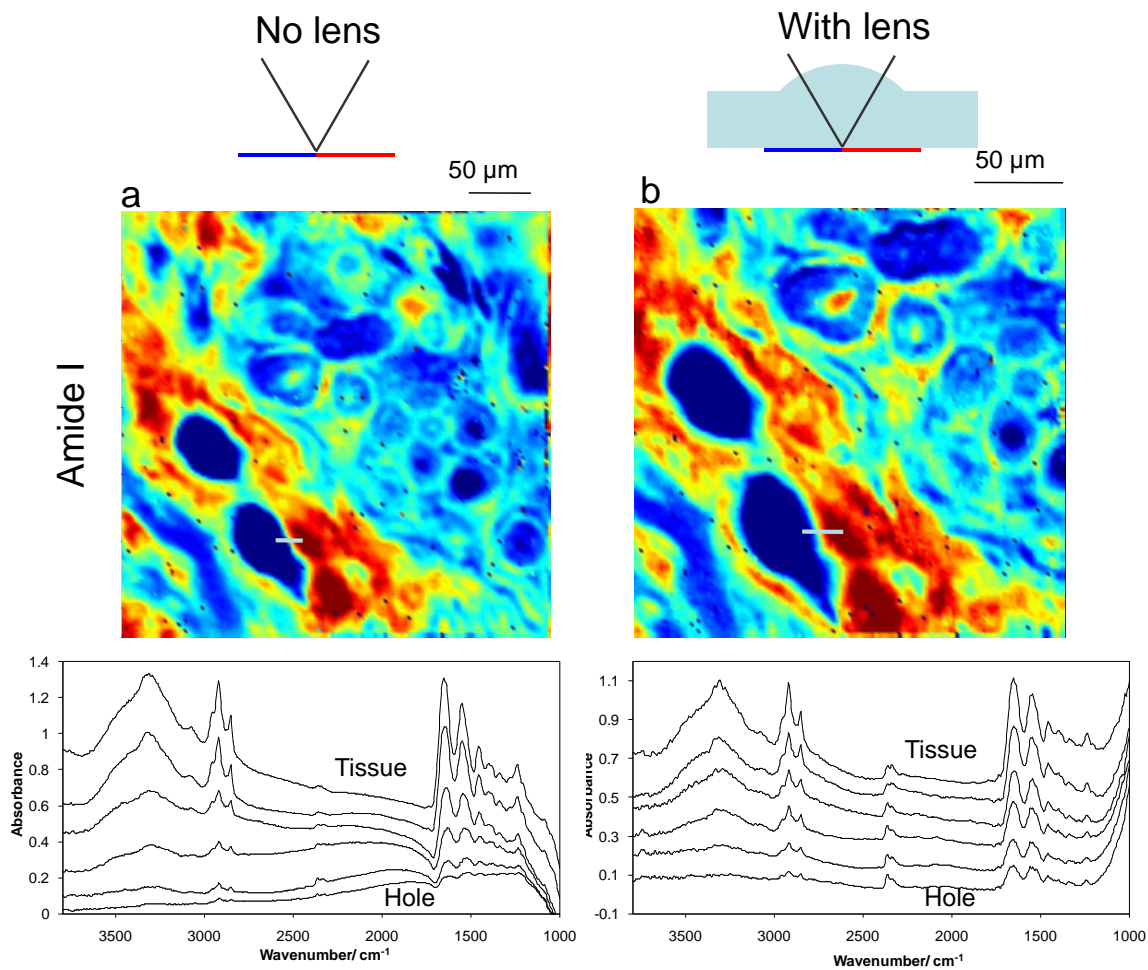 No lens
With lens
50 µm
50 µm
a
b
Amide I
1.4
1.2
1
0.8
0.6
0.4
0.2
0
Absorbance
Tissue
Hole
3500
3000
2500
2000
1500
1000
Wavenumber/ cm-1
1.1
0.9
0.7
0.5
0.3
0.1
-0.1
Absorbance
Tissue
Hole
3500
3000
2500
2000
1500
1000
Wavenumber/ cm-1